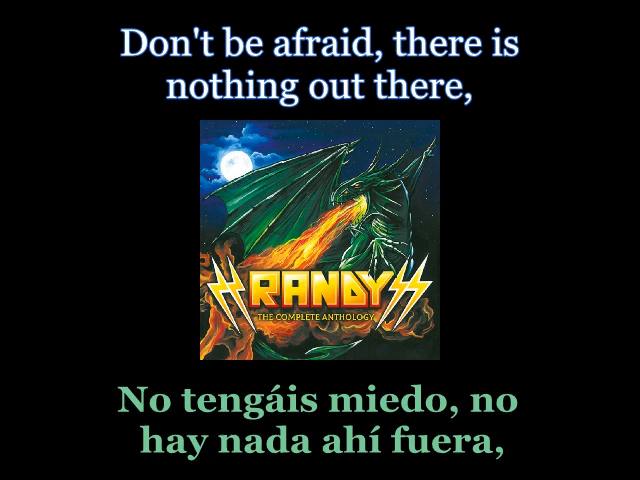 Don't be afraid, there is
nothing out there,
RANDY
THE COMPLETE ANTHOLOGY
No tengáis miedo, no
hay nada ahí fuera,